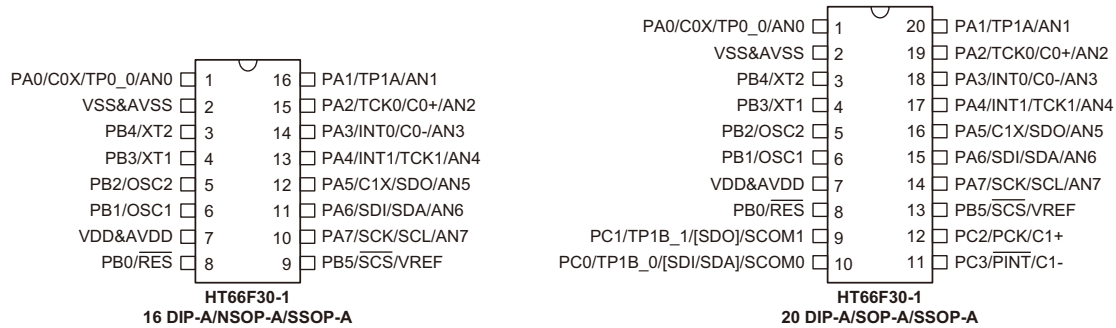 PA0/C0X/TP0_0/AN0 1 16 PA1/TP1A/AN1
VSS&AVSS 2 15 PA2/TCK0/C0+/AN2
PB4/XT2 3 14 PA3/INT0/C0-/AN3
PB3/XT1 4 13 PA4/INT1/TCK1/AN4
PB2/OSC2 5 12 PA5/C1X/SDO/AN5
PB1/OSC1 6 11 PA6/SDI/SDA/AN6
VDD&AVDD 7 10 PA7/SCK/SCL/AN7
PB0/RES 8 9 PB5/SCS/VREF
HT66F30-1
16 DIP-A/NSOP-A/SSOP-A
PA0/C0X/TP0_0/AN0 1 20 PA1/TP1A/AN1
VSS&AVSS 2 19 PA2/TCK0/C0+/AN2
PB4/XT2 3 18 PA3/INT0/C0-/AN3
PB3/XT1 4 17 PA4/INT1/TCK1/AN4
PB2/OSC2 5 16 PA5/C1X/SDO/AN5
PB1/OSC1 6 15 PA6/SDI/SDA/AN6
VDD&AVDD 7 14 PA7/SCK/SCL/AN7
PB0/RES 8 13 PB5/SCS/VREF
PC1/TP1B_1/[SDO]/SCOM1 9 12 PC2/PCK/C1+
PC0/TP1B_0/[SDI/SDA]/SCOM0 10 11 PC3/PINT/C1-
HT66F30-1
20 DIP-A/SOP-A/SSOP-A